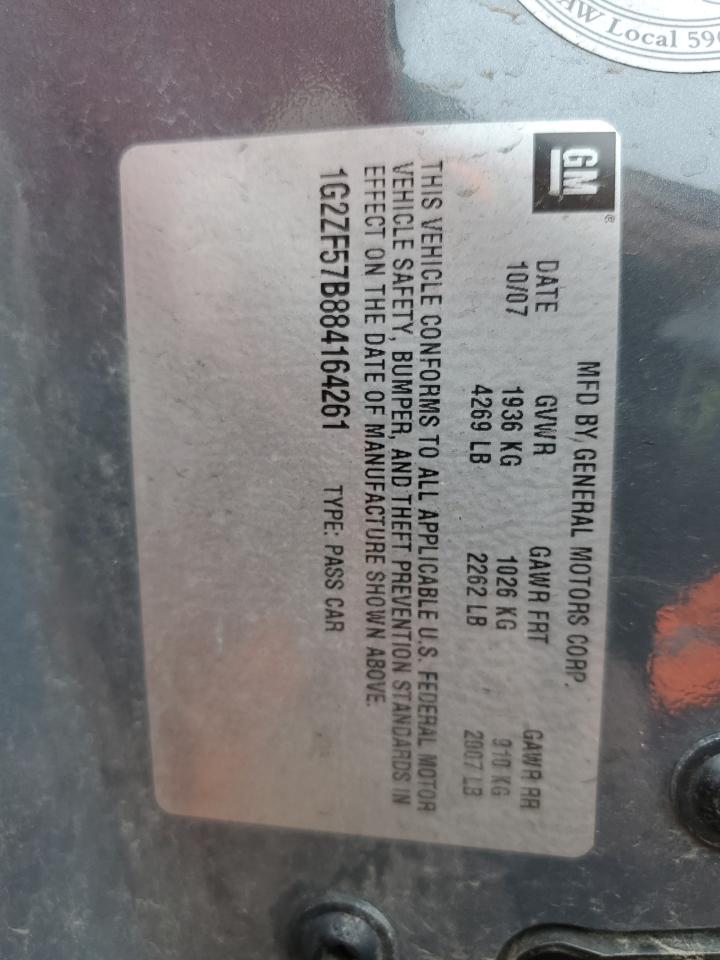 AW Local 596
GM®
MFD BY GENERAL MOTORS CORP.
DATE GVWR GAWR FRT GAWR RR
10/07 1936 KG 1026 KG 910 KG
4269 LB 2262 LB 2007 LB
THIS VEHICLE CONFORMS TO ALL APPLICABLE U.S. FEDERAL MOTOR
VEHICLE SAFETY, BUMPER, AND THEFT PREVENTION STANDARDS IN
EFFECT ON THE DATE OF MANUFACTURE SHOWN ABOVE.
1G2ZF57B884164261 TYPE: PASS CAR